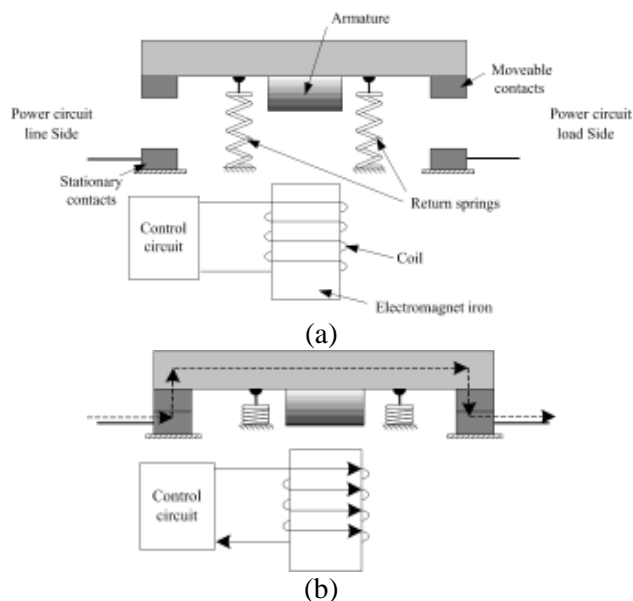 Armature
Moveable
contacts
Power circuit
line Side
Power circuit
load Side
Stationary
contacts
Return springs
Control
circuit
Coil
Electromagnet iron
(a)
Control
circuit
(b)